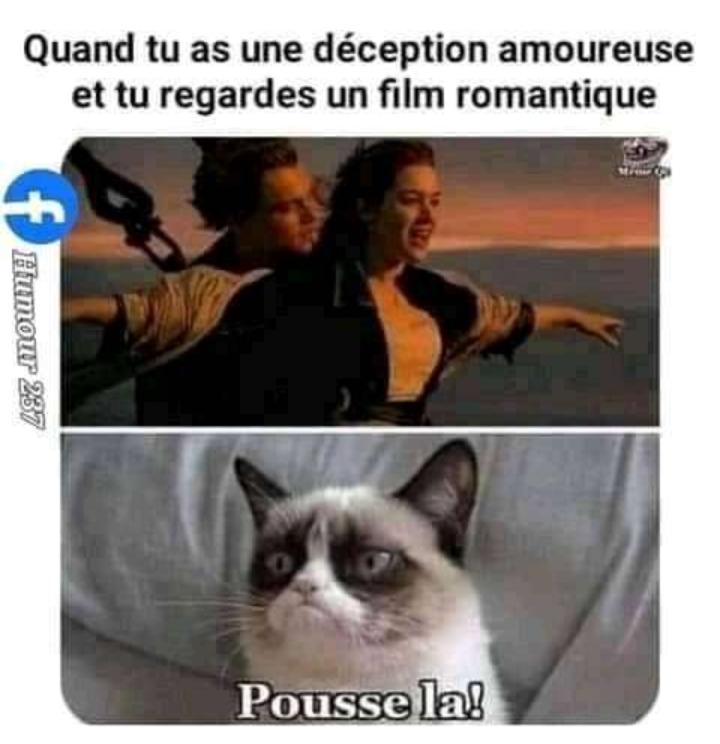 Quand tu as une déception amoureuse
et tu regardes un film romantique
Humour 237
Pousse la!